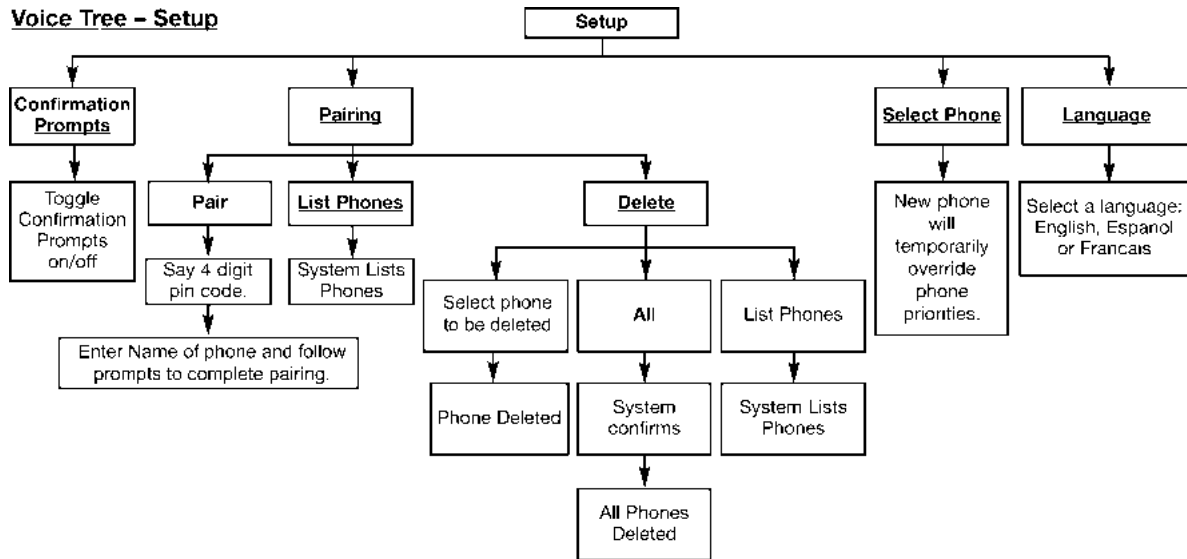 Voice Tree – Setup
Setup
Confirmation
Prompts
Pairing
Select Phone
Language
Toggle
Confirmation
Prompts
on/off
Pair
List Phones
Delete
New phone
will
temporarily
override
phone
priorities.
Select a language:
English, Espanol
or Francais
Say 4 digit
pin code.
System Lists
Phones
Select phone
to be deleted
All
List Phones
Enter Name of phone and follow
prompts to complete pairing.
Phone Deleted
System
confirms
System Lists
Phones
All Phones
Deleted